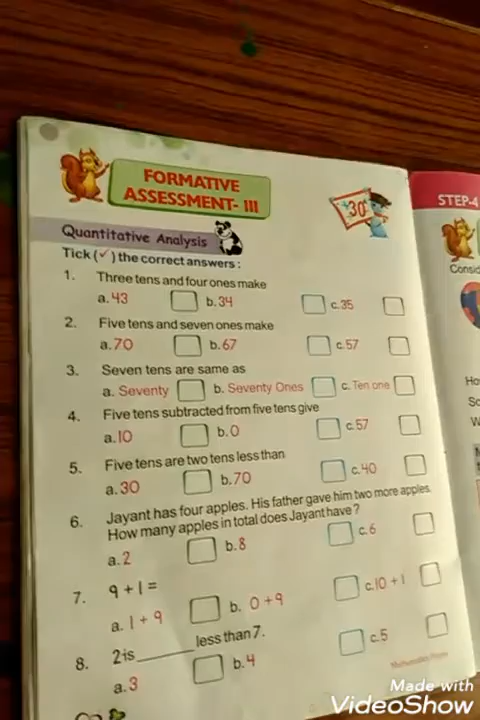 FORMATIVE
ASSESSMENT- III
30
STEP-4
Quantitative Analysis
Tick (✓) the correct answers :
1. Three tens and four ones make
a. 43 b. 34 c. 35
2. Five tens and seven ones make
a. 70 b. 67 c. 57
3. Seven tens are same as
a. Seventy b. Seventy Ones c. Ten one
4. Five tens subtracted from five tens give
a. 10 b. 0 c. 57
5. Five tens are two tens less than
a. 30 b. 70 c. 40
6. Jayant has four apples. His father gave him two more apples.
How many apples in total does Jayant have ?
a. 2 b. 8 c. 6
7. 9 + 1 =
a. 1 + 9 b. 0 + 9 c. 10 + 1
8. 2 is ______ less than 7.
a. 3 b. 4 c. 5
Made with
VideoShow